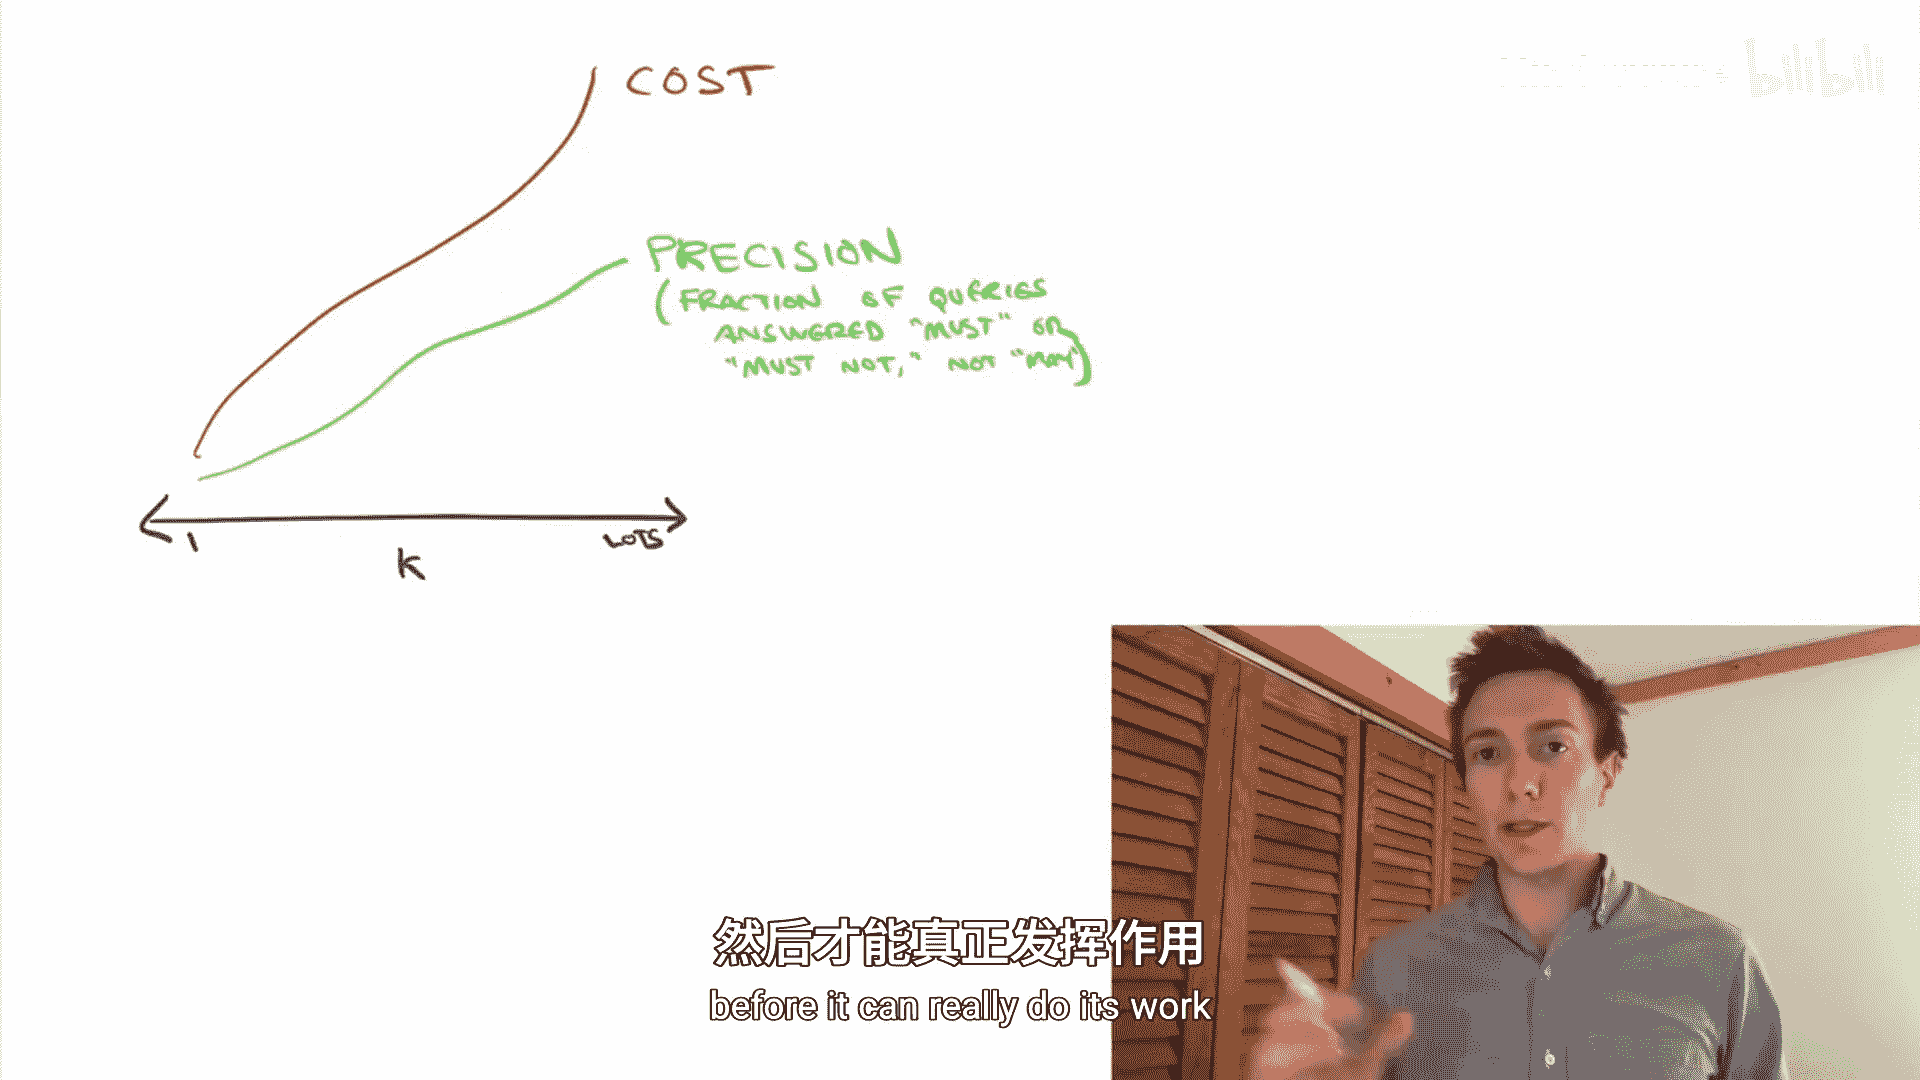 COST
bilibili
PRECISION
(FRACTION OF QUERIES
ANSWERED "MUST" OR
"MUST NOT," NOT "MAY")
1
LOTS
K
然后才能真正发挥作用
before it can really do its work